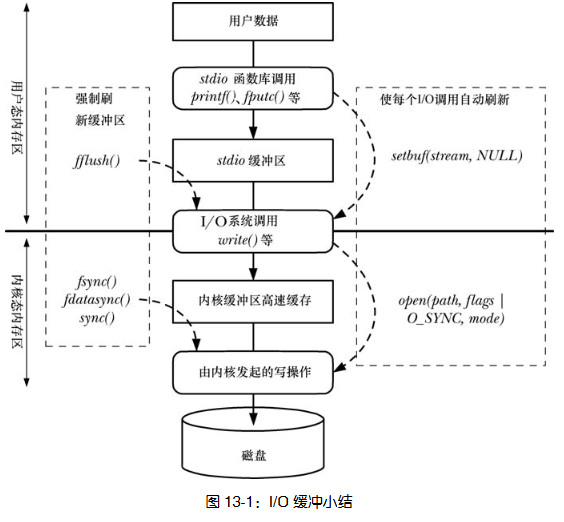 用户数据
用户态内存区
stdio 函数库调用
printf()、fputc() 等
强制刷
新缓冲区
使每个I/O调用自动刷新
fflush()
stdio 缓冲区
setbuf(stream, NULL)
I/O系统调用
write() 等
内核态内存区
fsync()
fdatasync()
sync()
内核缓冲区高速缓存
open(path, flags |
O_SYNC, mode)
由内核发起的写操作
磁盘
图 13-1：I/O 缓冲小结